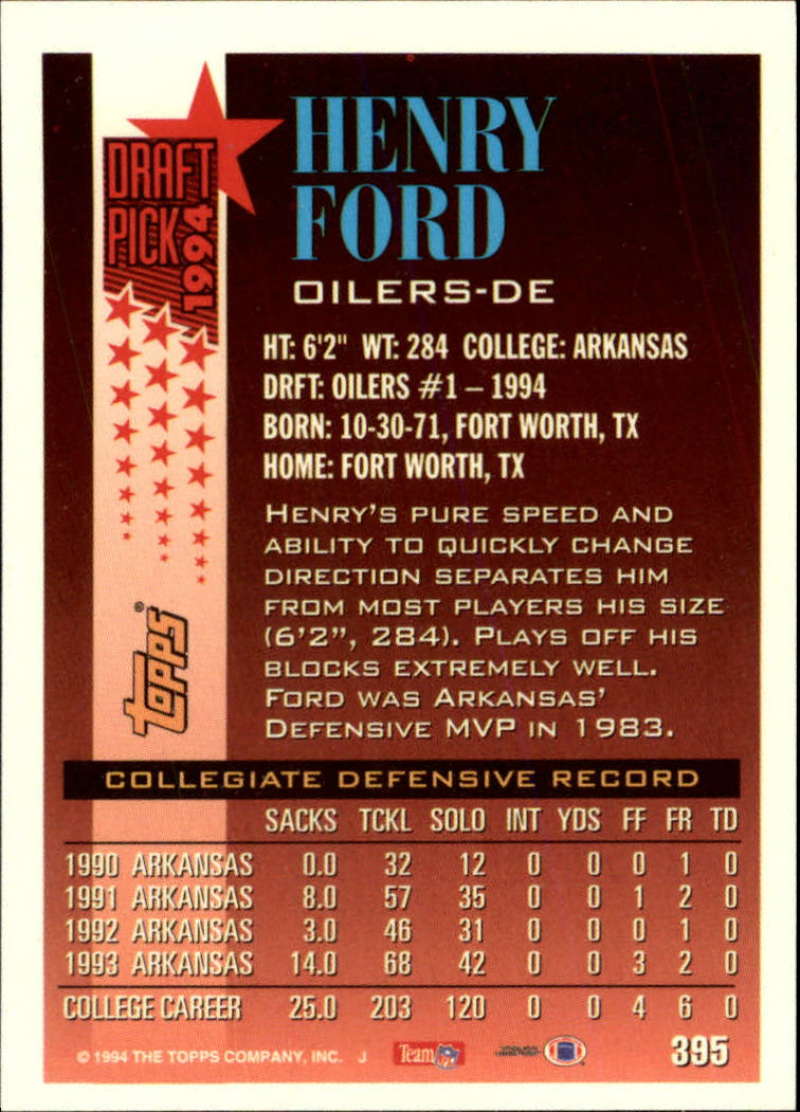 DRAFT
PICK
1994
HENRY
FORD
OILERS-DE
HT: 6'2" WT: 284 COLLEGE: ARKANSAS
DRFT: OILERS #1 – 1994
BORN: 10-30-71, FORT WORTH, TX
HOME: FORT WORTH, TX
HENRY'S PURE SPEED AND
ABILITY TO QUICKLY CHANGE
DIRECTION SEPARATES HIM
FROM MOST PLAYERS HIS SIZE
(6'2", 284). PLAYS OFF HIS
BLOCKS EXTREMELY WELL.
FORD WAS ARKANSAS'
DEFENSIVE MVP IN 1983.
Topps®
COLLEGIATE DEFENSIVE RECORD
SACKS TCKL SOLO INT YDS FF FR TD
1990 ARKANSAS 0.0 32 12 0 0 0 1 0
1991 ARKANSAS 8.0 57 35 0 0 1 2 0
1992 ARKANSAS 3.0 46 31 0 0 0 1 0
1993 ARKANSAS 14.0 68 42 0 0 3 2 0
COLLEGE CAREER 25.0 203 120 0 0 4 6 0
© 1994 THE TOPPS COMPANY, INC. J Team 395